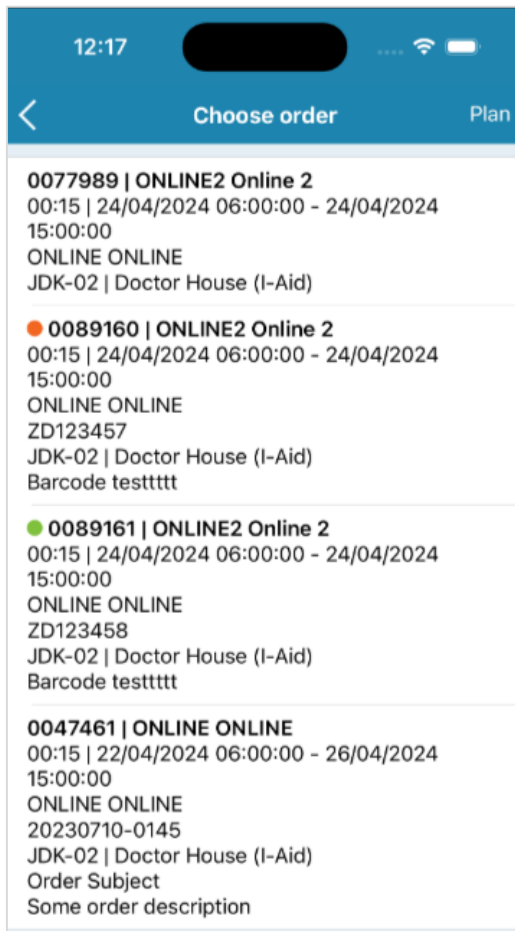 12:17
Choose order
Plan
0077989 | ONLINE2 Online 2
00:15 | 24/04/2024 06:00:00 - 24/04/2024
15:00:00
ONLINE ONLINE
JDK-02 | Doctor House (I-Aid)
0089160 | ONLINE2 Online 2
00:15 | 24/04/2024 06:00:00 - 24/04/2024
15:00:00
ONLINE ONLINE
ZD123457
JDK-02 | Doctor House (I-Aid)
Barcode testtttt
0089161 | ONLINE2 Online 2
00:15 | 24/04/2024 06:00:00 - 24/04/2024
15:00:00
ONLINE ONLINE
ZD123458
JDK-02 | Doctor House (I-Aid)
Barcode testtttt
0047461 | ONLINE ONLINE
00:15 | 22/04/2024 06:00:00 - 26/04/2024
15:00:00
ONLINE ONLINE
20230710-0145
JDK-02 | Doctor House (I-Aid)
Order Subject
Some order description